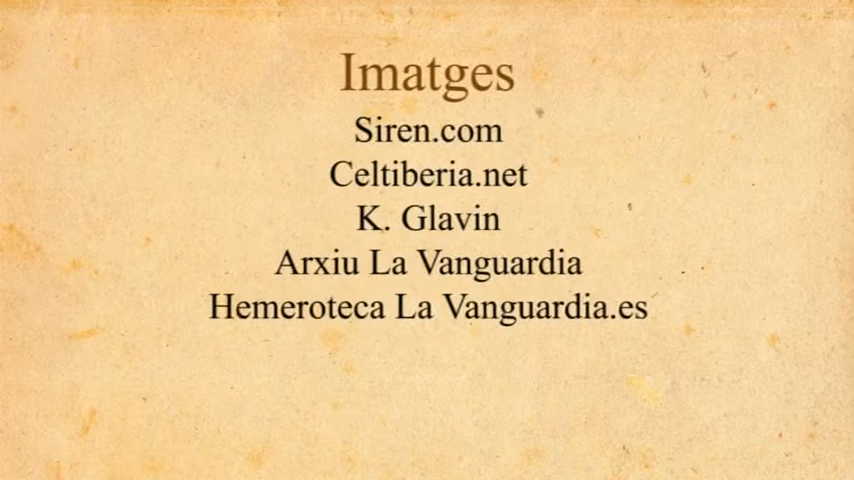 Imatges
Siren.com
Celtiberia.net
K. Glavin
Arxiu La Vanguardia
Hemeroteca La Vanguardia.es